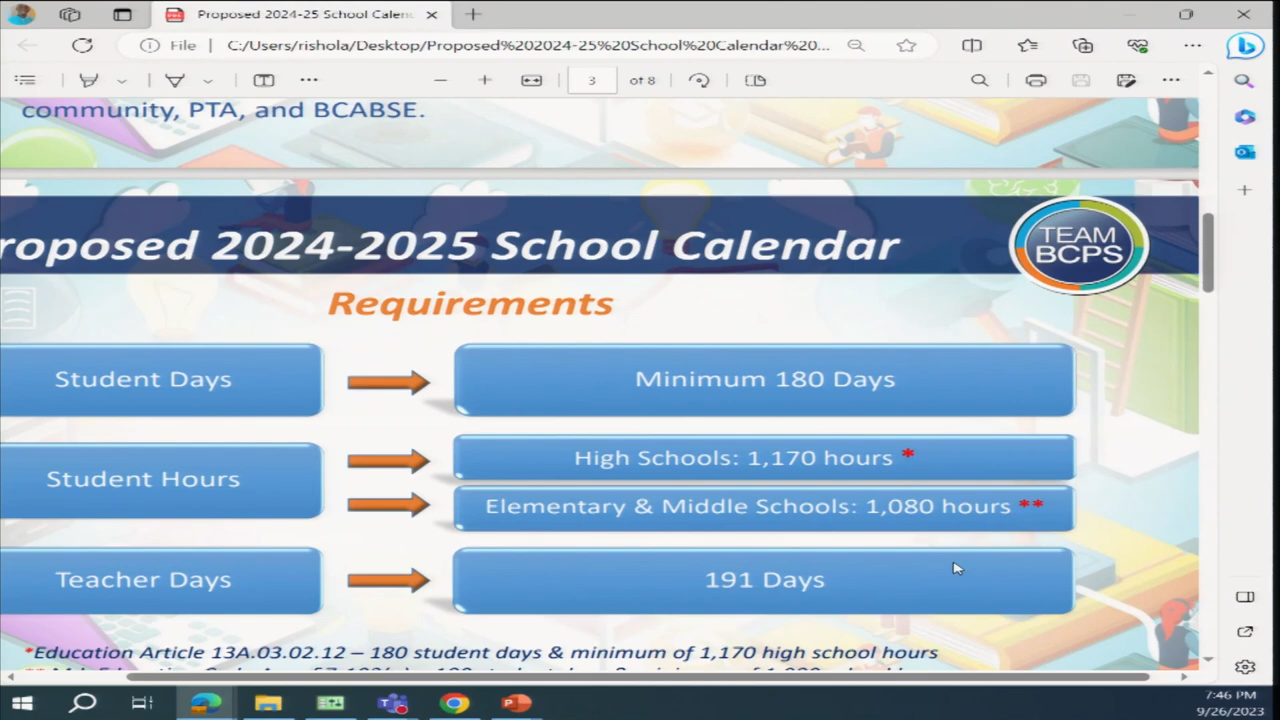 Proposed 2024-25 School Calen
File
C:/Users/rishola/Desktop/Proposed%202024-25%20School%20Calendar%20...
3 of 8
community, PTA, and BCABSE.
roposed 2024-2025 School Calendar
TEAM
BCPS
Requirements
Student Days
Minimum 180 Days
Student Hours
High Schools: 1,170 hours *
Elementary & Middle Schools: 1,080 hours **
Teacher Days
191 Days
*Education Article 13A.03.02.12 – 180 student days & minimum of 1,170 high school hours
7:46 PM
9/26/2023